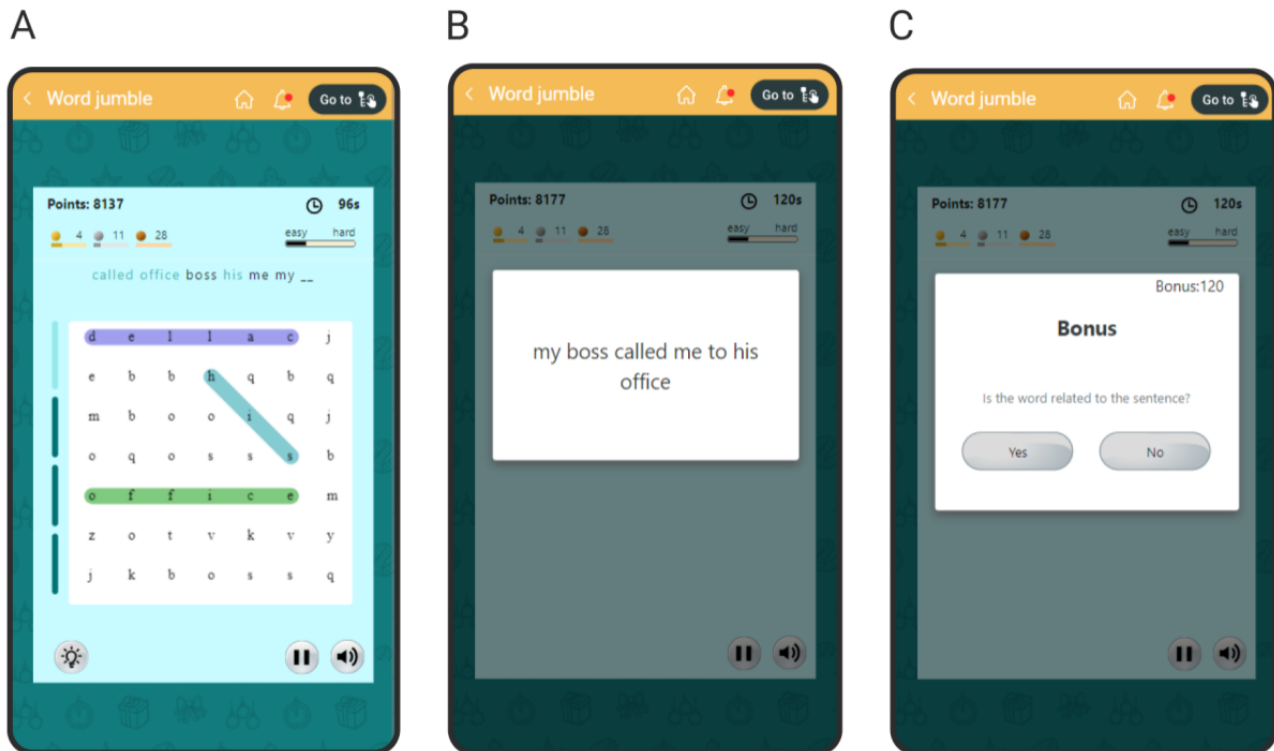 A
B
C
Word jumble
Go to
Points: 8137
96s
4 11 28
easy hard
called office boss his me my __
d e l l a c j
e b b h q b q
m b o o i q j
o q o s s s b
o f f i c e m
z o t v k v y
j k b o s s q
Word jumble
Go to
Points: 8177
120s
4 11 28
easy hard
my boss called me to his
office
Word jumble
Go to
Points: 8177
120s
4 11 28
easy hard
Bonus:120
Bonus
Is the word related to the sentence?
Yes
No